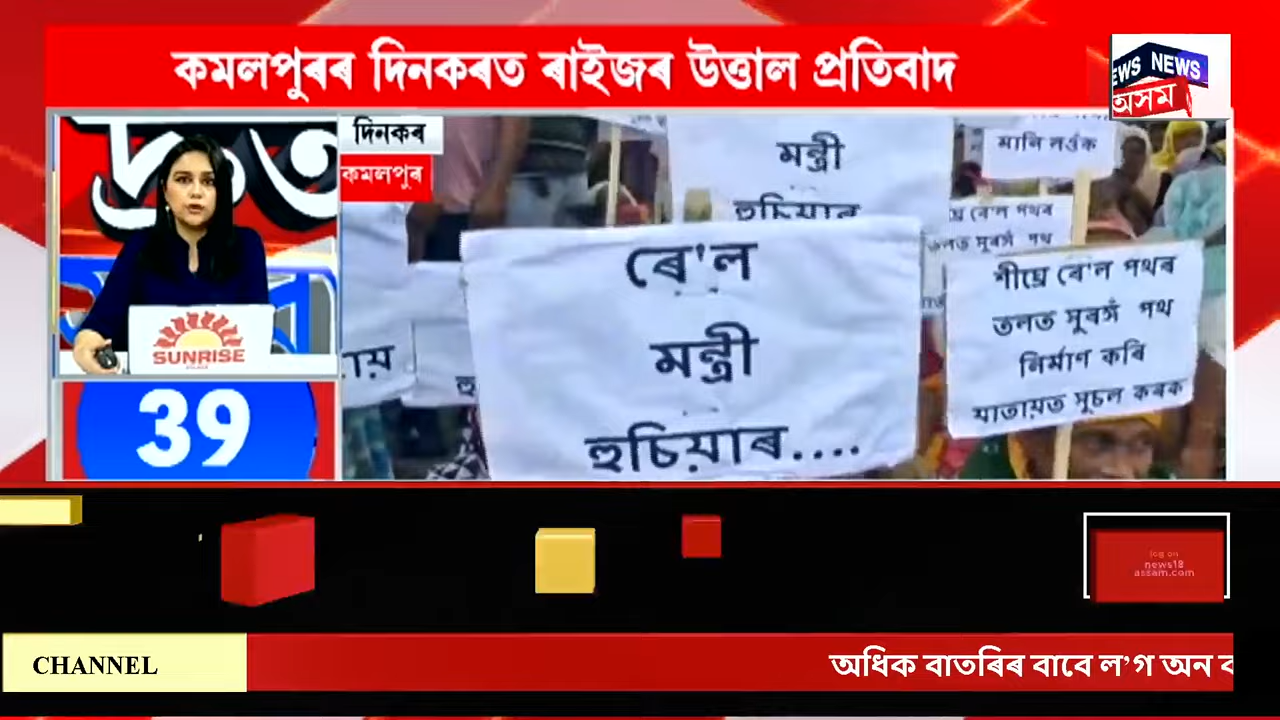 কমলপুৰৰ দিনকৰত ৰাইজৰ উত্তাল প্ৰতিবাদ
EWS NEWS
অসম
দিনকৰ
কমলপুৰ
মন্ত্ৰী
হুচিয়াৰ
মানি লওঁক
ৰে'ল পথৰ
তলত সুৰঙ্গ পথ
ৰে'ল
মন্ত্ৰী
হুচিয়াৰ....
শীঘ্ৰে ৰে'ল পথৰ
তলত সুৰঙ্গ পথ
নিৰ্মাণ কৰি
যাতায়ত সুচল কৰক
SUNRISE
39
log on
news18
assam.com
CHANNEL
অধিক বাতৰিৰ বাবে ল'গ অন